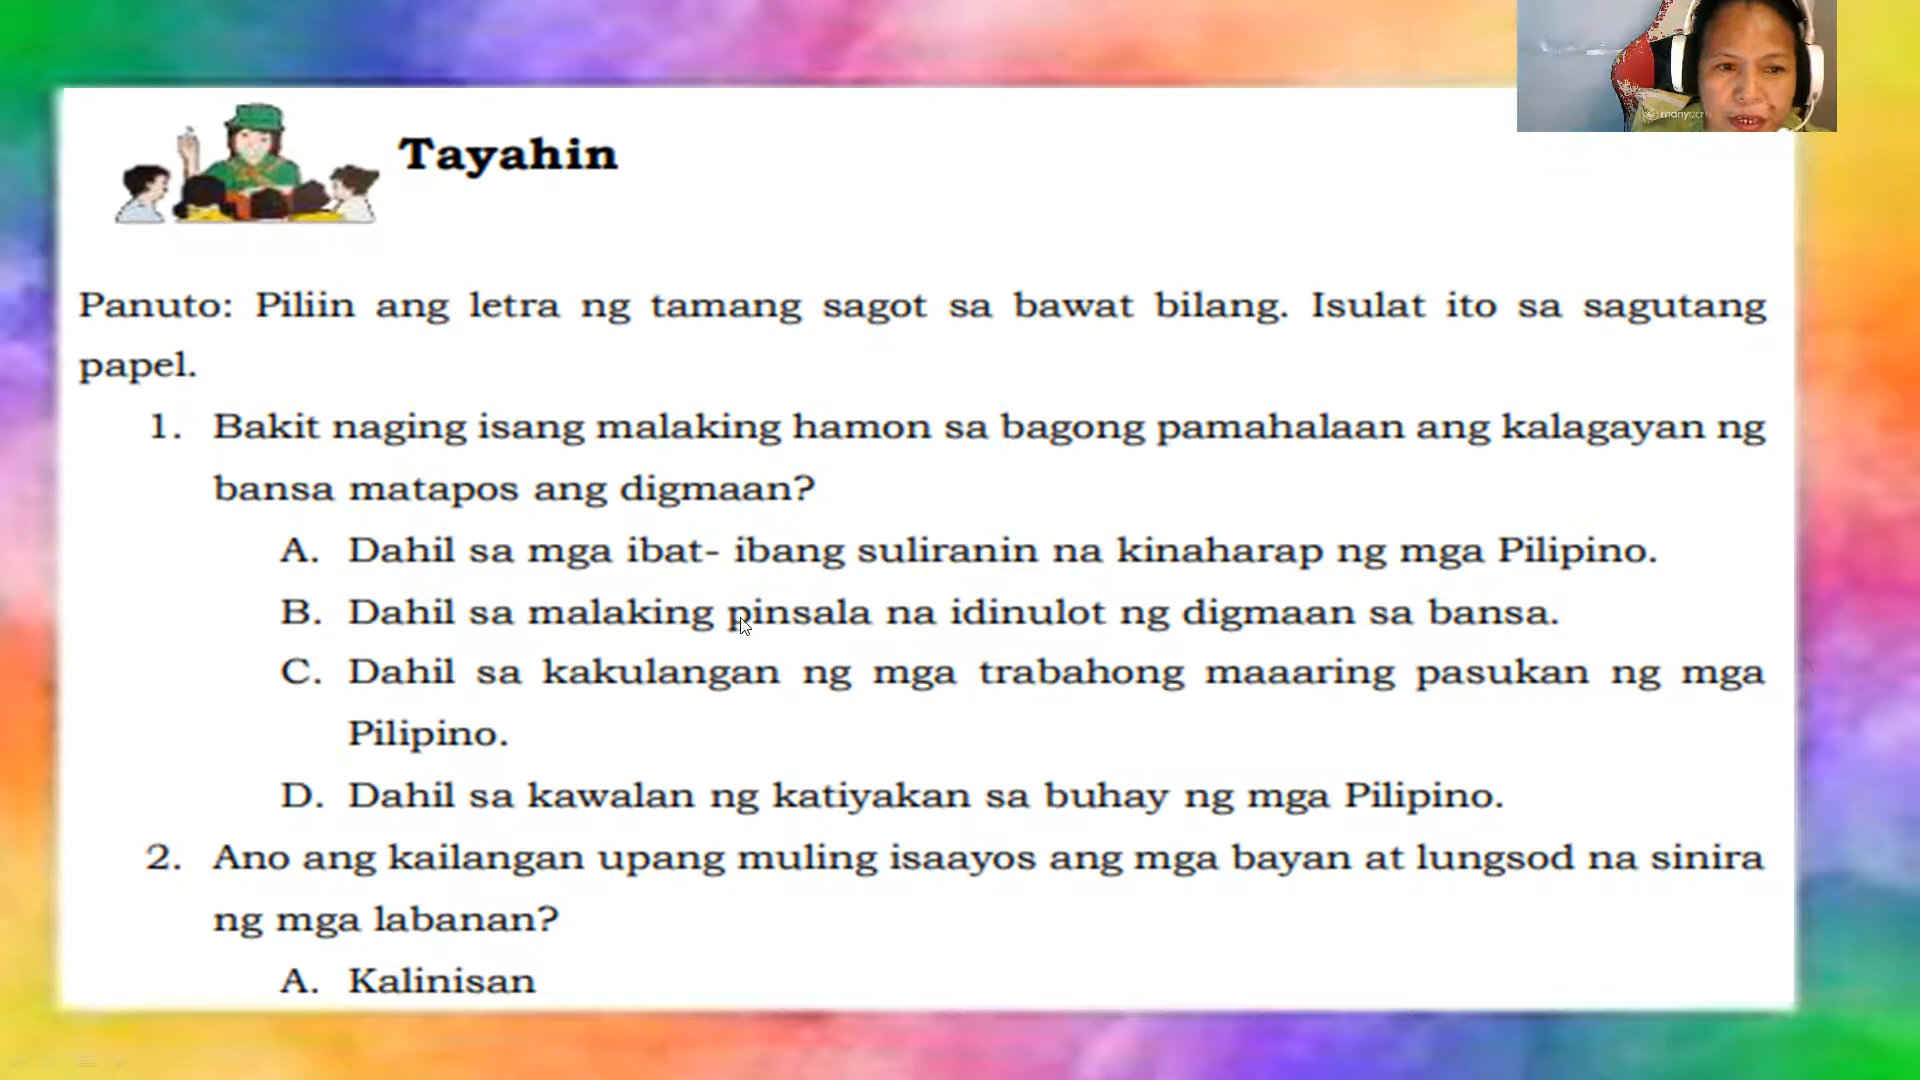 manycam
Tayahin
Panuto: Piliin ang letra ng tamang sagot sa bawat bilang. Isulat ito sa sagutang
papel.
1. Bakit naging isang malaking hamon sa bagong pamahalaan ang kalagayan ng
bansa matapos ang digmaan?
A. Dahil sa mga ibat- ibang suliranin na kinaharap ng mga Pilipino.
B. Dahil sa malaking pinsala na idinulot ng digmaan sa bansa.
C. Dahil sa kakulangan ng mga trabahong maaaring pasukan ng mga
Pilipino.
D. Dahil sa kawalan ng katiyakan sa buhay ng mga Pilipino.
2. Ano ang kailangan upang muling isaayos ang mga bayan at lungsod na sinira
ng mga labanan?
A. Kalinisan